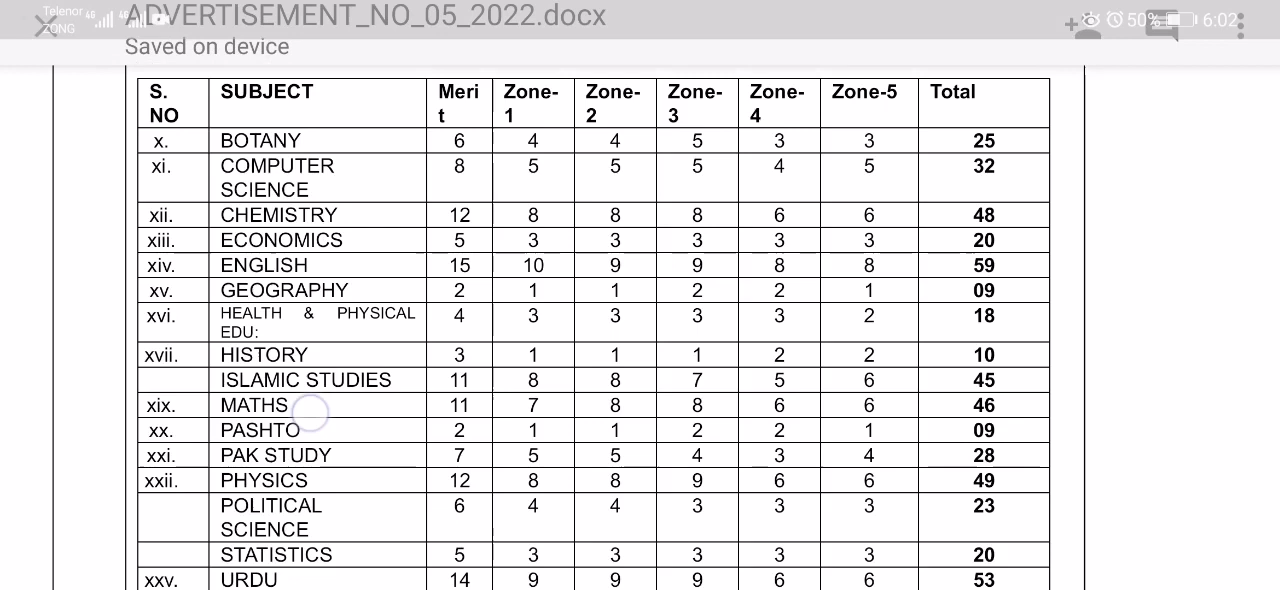 Telenor 4G 4G
ZONG
50% 6:02
ADVERTISEMENT_NO_05_2022.docx
Saved on device
S. NO SUBJECT Meri t Zone- 1 Zone- 2 Zone- 3 Zone- 4 Zone-5 Total
x. BOTANY 6 4 4 5 3 3 25
xi. COMPUTER SCIENCE 8 5 5 5 4 5 32
xii. CHEMISTRY 12 8 8 8 6 6 48
xiii. ECONOMICS 5 3 3 3 3 3 20
xiv. ENGLISH 15 10 9 9 8 8 59
xv. GEOGRAPHY 2 1 1 2 2 1 09
xvi. HEALTH & PHYSICAL EDU: 4 3 3 3 3 2 18
xvii. HISTORY 3 1 1 1 2 2 10
ISLAMIC STUDIES 11 8 8 7 5 6 45
xix. MATHS 11 7 8 8 6 6 46
xx. PASHTO 2 1 1 2 2 1 09
xxi. PAK STUDY 7 5 5 4 3 4 28
xxii. PHYSICS 12 8 8 9 6 6 49
POLITICAL SCIENCE 6 4 4 3 3 3 23
STATISTICS 5 3 3 3 3 3 20
xxv. URDU 14 9 9 9 6 6 53